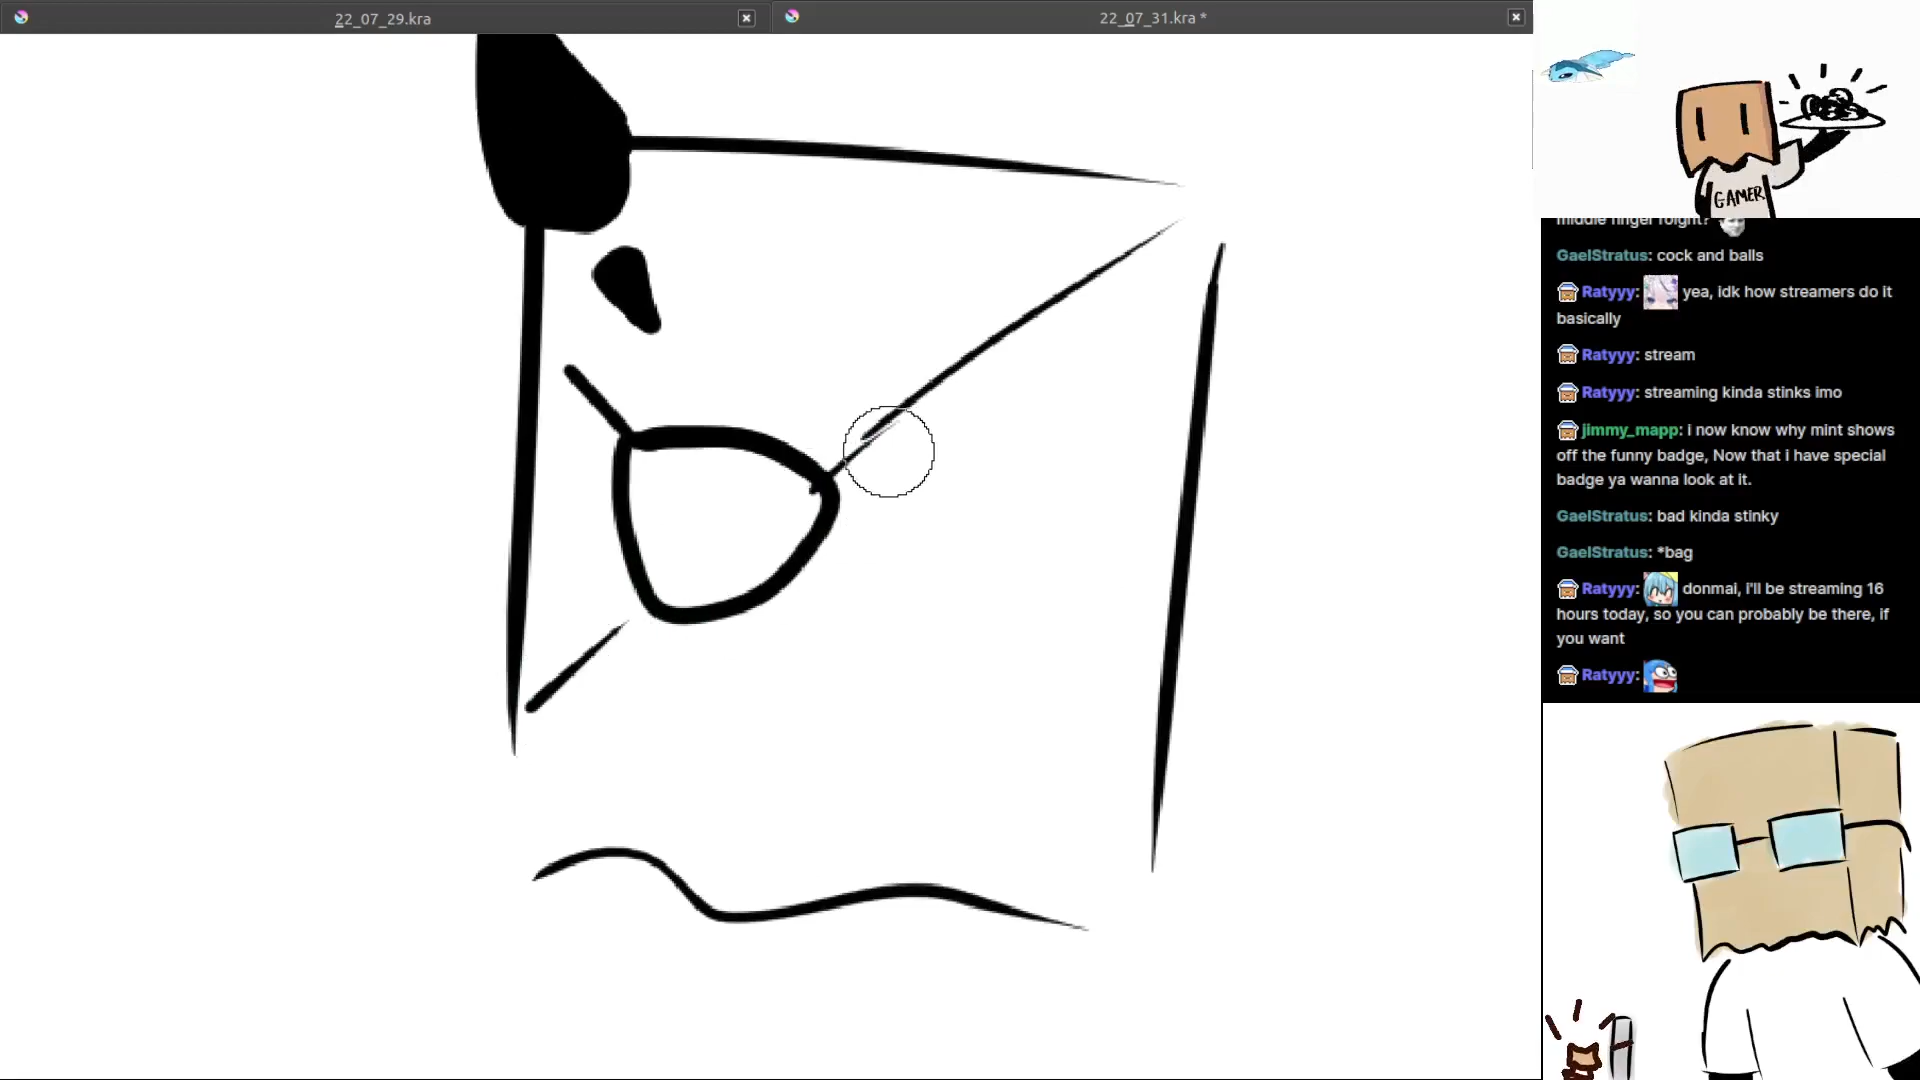 22_07_29.kra
22_07_31.kra *
GAMER
middle finger roight?
GaelStratus: cock and balls
Ratyyy: yea, idk how streamers do it
basically
Ratyyy: stream
Ratyyy: streaming kinda stinks imo
jimmy_mapp: i now know why mint shows
off the funny badge, Now that i have special
badge ya wanna look at it.
GaelStratus: bad kinda stinky
GaelStratus: *bag
Ratyyy: donmai, i'll be streaming 16
hours today, so you can probably be there, if
you want
Ratyyy: